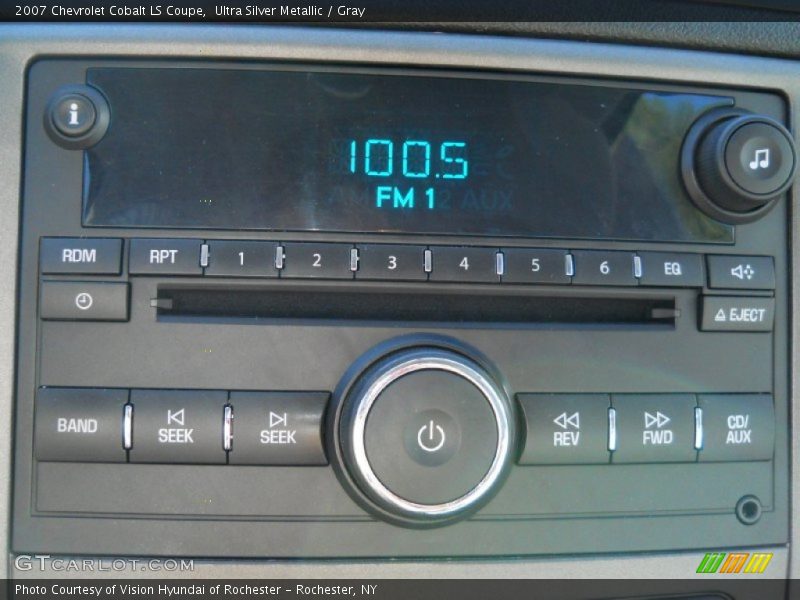 2007 Chevrolet Cobalt LS Coupe,  Ultra Silver Metallic / Gray
i
100.5
FM 1
AUX
RDM
RPT
1
2
3
4
5
6
EQ
EJECT
BAND
SEEK
SEEK
REV
FWD
CD/
AUX
GTCARLOT.COM
Photo Courtesy of Vision Hyundai of Rochester – Rochester, NY